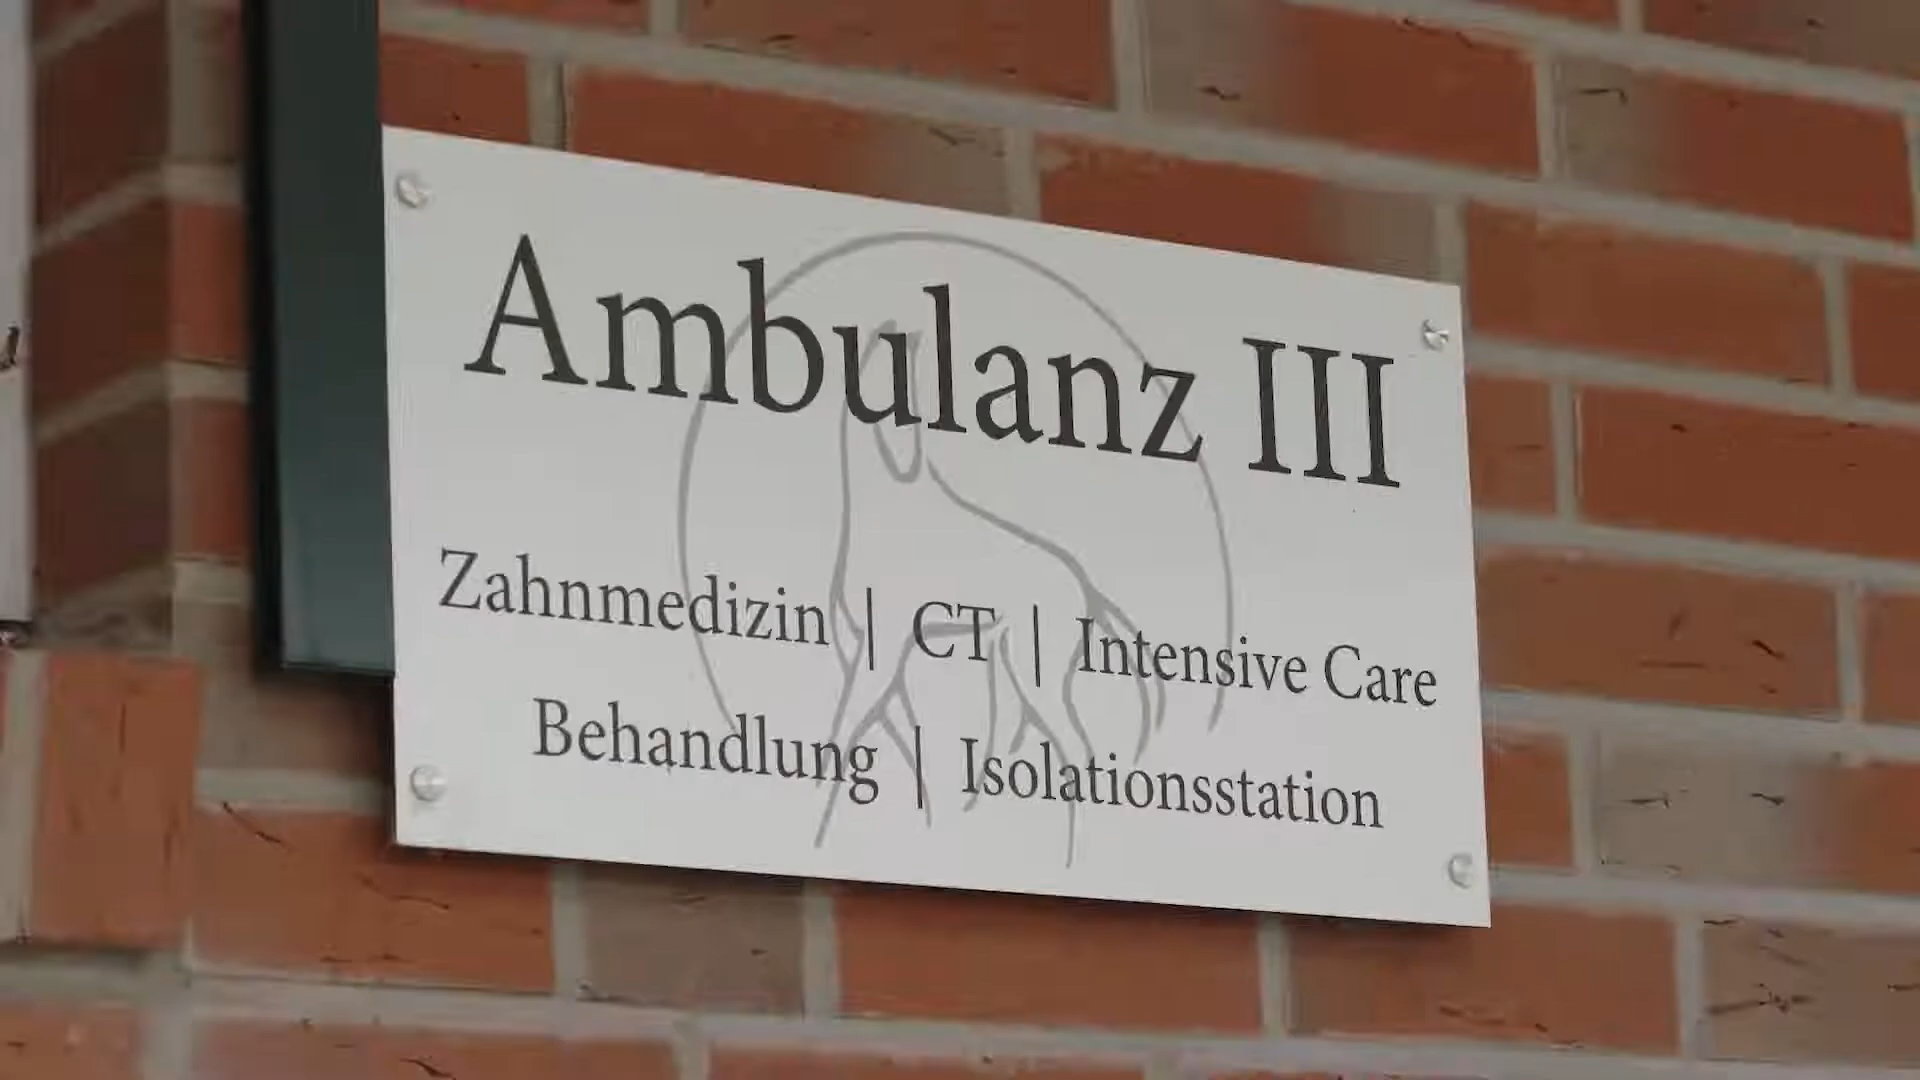 Ambulanz III
Zahnmedizin | CT | Intensive Care
Behandlung | Isolationsstation